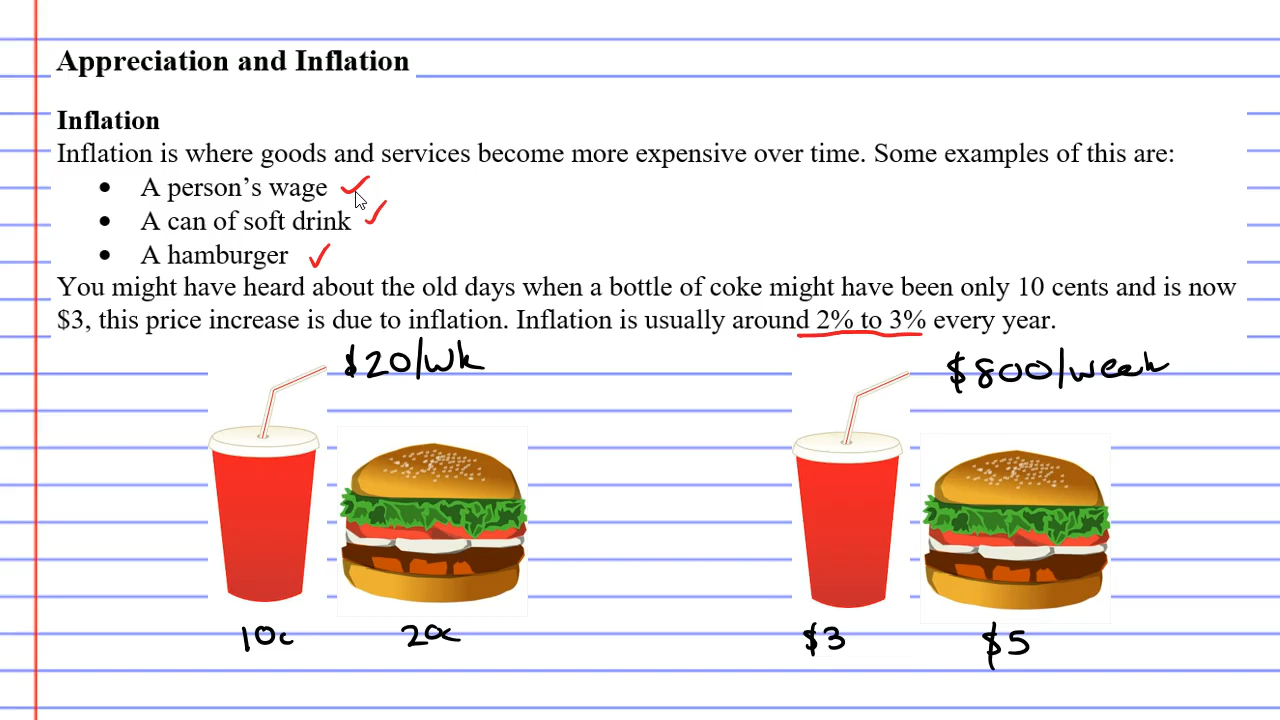 Appreciation and Inflation
Inflation
Inflation is where goods and services become more expensive over time. Some examples of this are:
• A person's wage
• A can of soft drink
• A hamburger
You might have heard about the old days when a bottle of coke might have been only 10 cents and is now
$3, this price increase is due to inflation. Inflation is usually around 2% to 3% every year.
$20/wk
$800/week
10c
20c
$3
$5